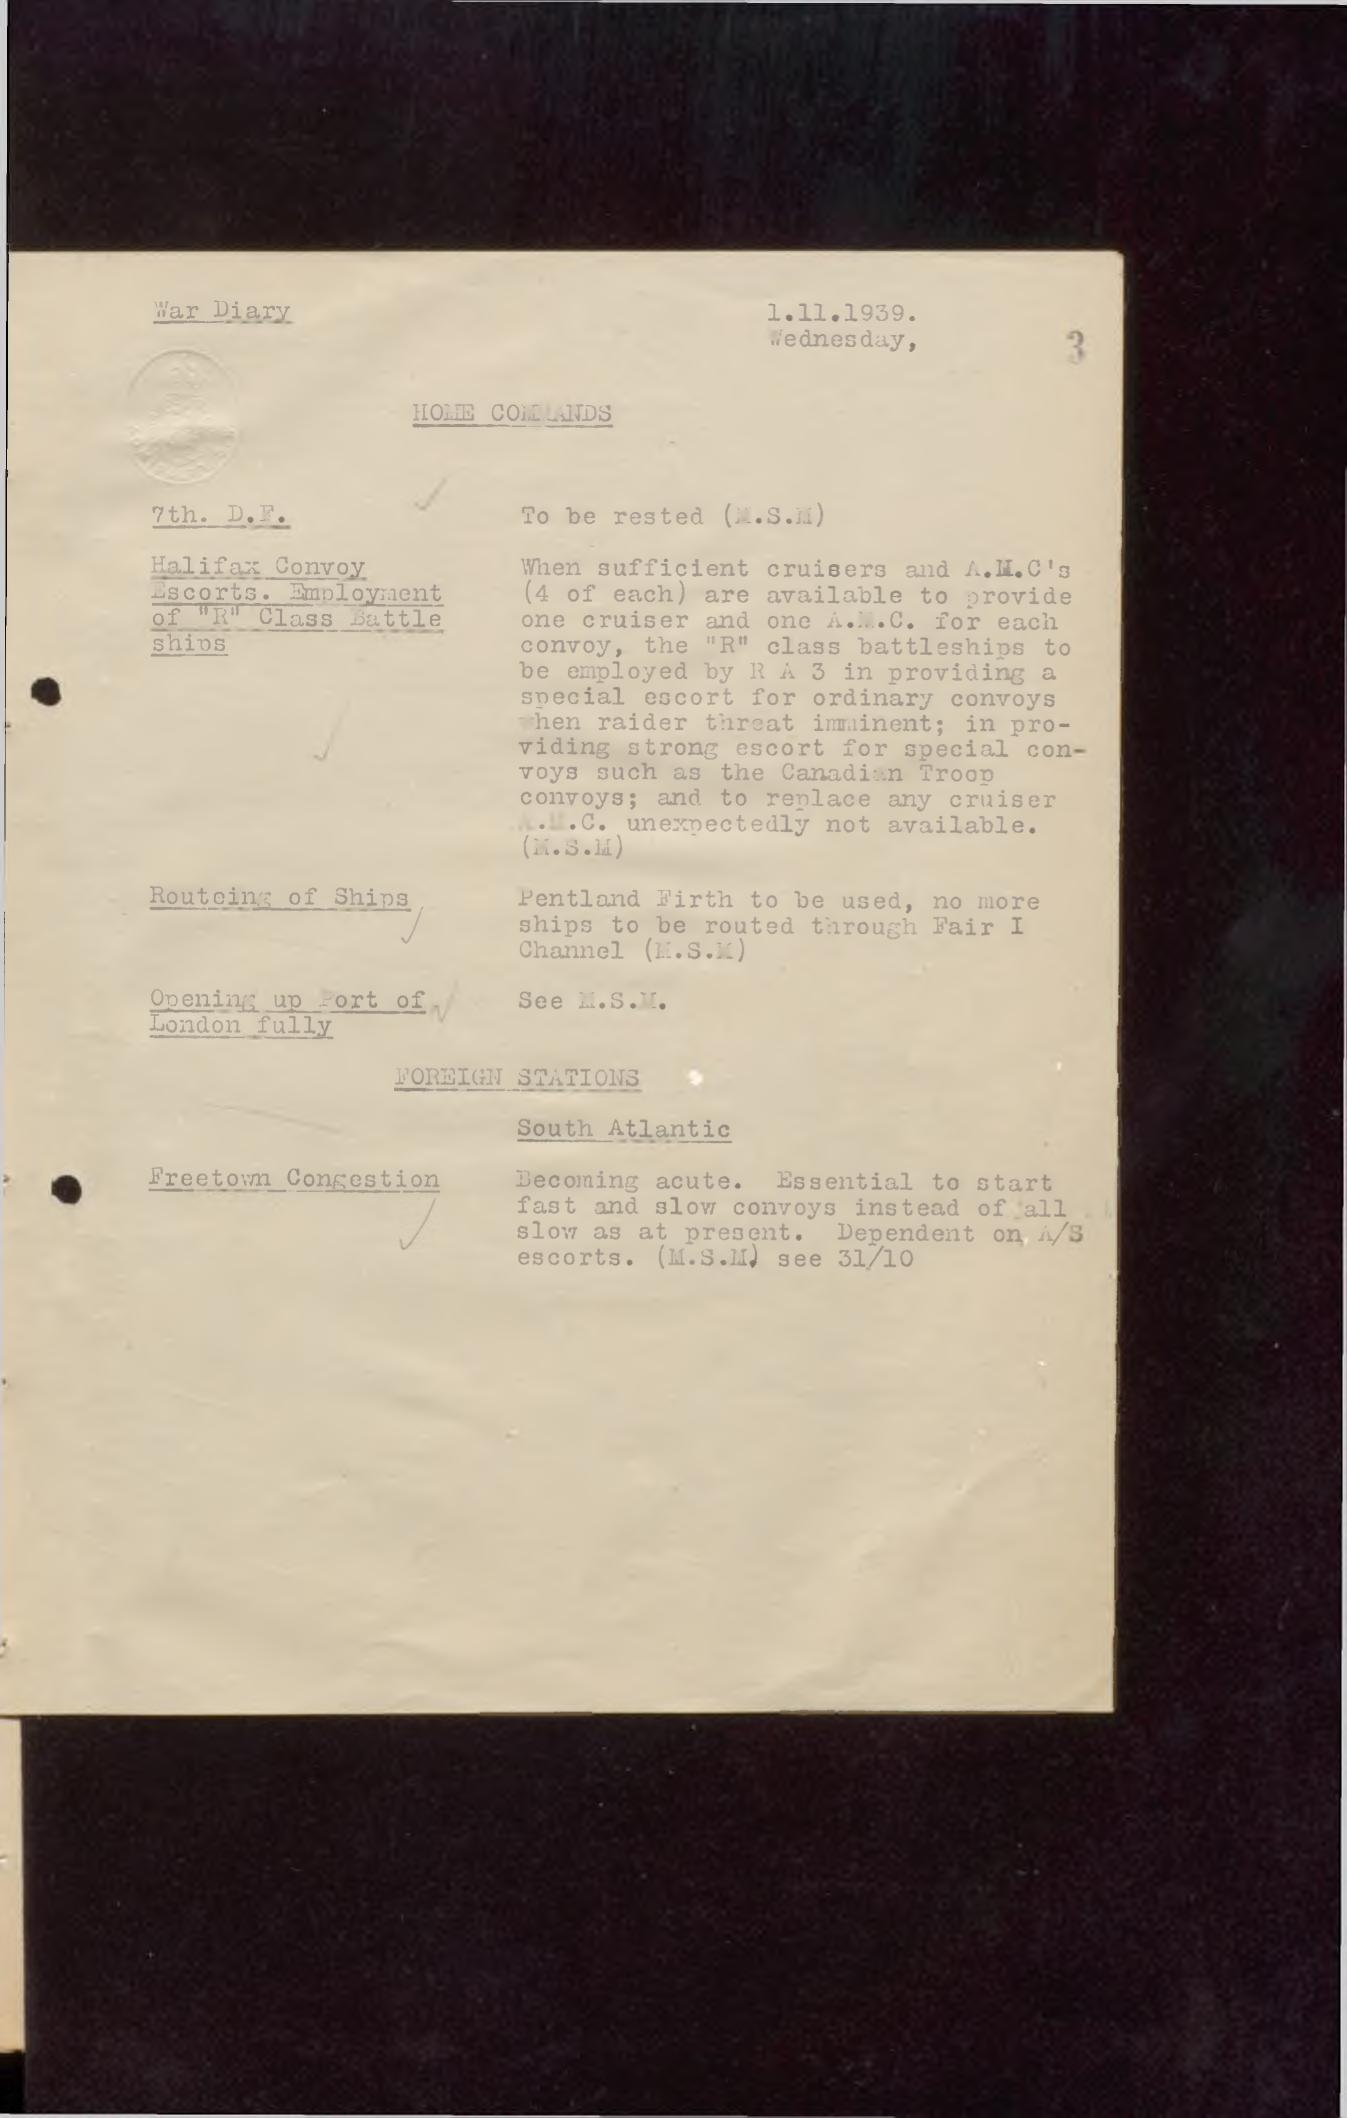 War Diary
1.11.1939.
Wednesday,
3
HOME COMMANDS
7th. D.F.
To be rested (M.S.M)
Halifax Convoy
Escorts. Employment
of "R" Class Battle
ships
When sufficient cruisers and A.M.C's
(4 of each) are available to provide
one cruiser and one A.M.C. for each
convoy, the "R" class battleships to
be employed by R A 3 in providing a
special escort for ordinary convoys
when raider threat imminent; in pro-
viding strong escort for special con-
voys such as the Canadian Troop
convoys; and to replace any cruiser
A.M.C. unexpectedly not available.
(M.S.M)
Routeing of Ships
Pentland Firth to be used, no more
ships to be routed through Fair I
Channel (M.S.M)
Opening up Port of
London fully
See M.S.M.
FOREIGN STATIONS
South Atlantic
Freetown Congestion
Becoming acute. Essential to start
fast and slow convoys instead of all
slow as at present. Dependent on A/S
escorts. (M.S.M) see 31/10